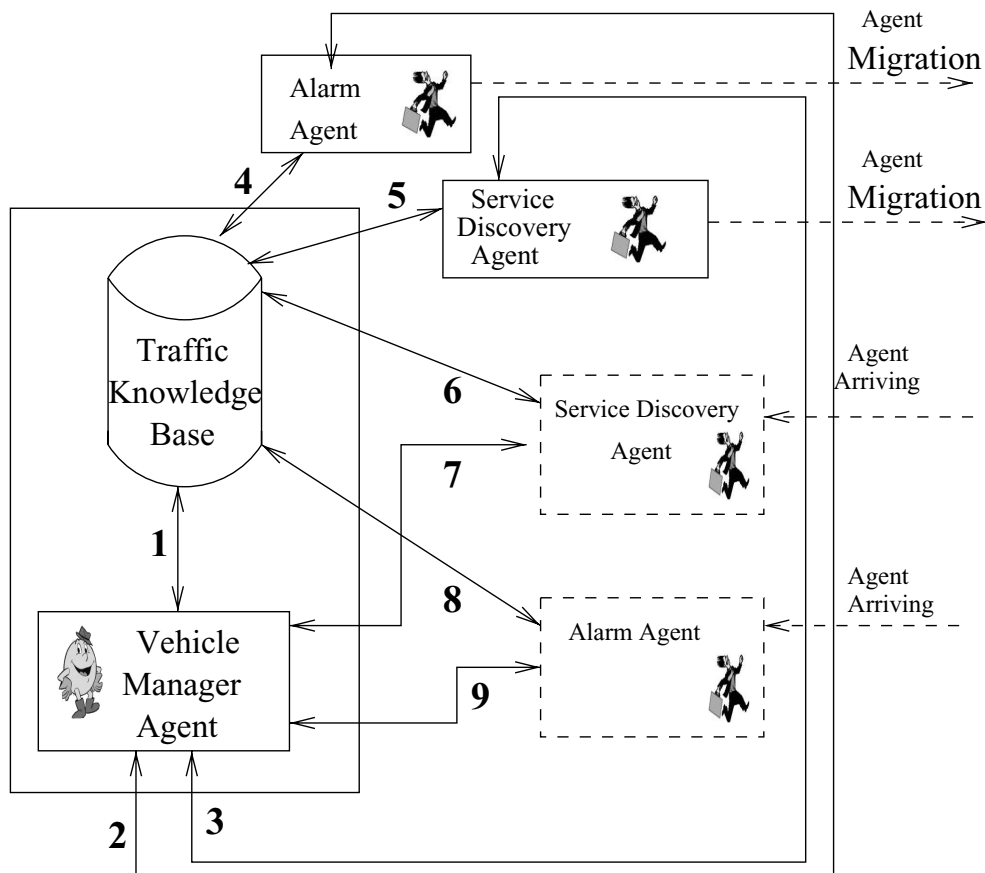 Agent
Migration
Alarm
Agent
4
Agent
Migration
5
Service
Discovery
Agent
Traffic
Knowledge
Base
6
Agent
Arriving
Service Discovery
Agent
7
1
8
Agent
Arriving
Alarm Agent
Vehicle
Manager
Agent
9
2
3